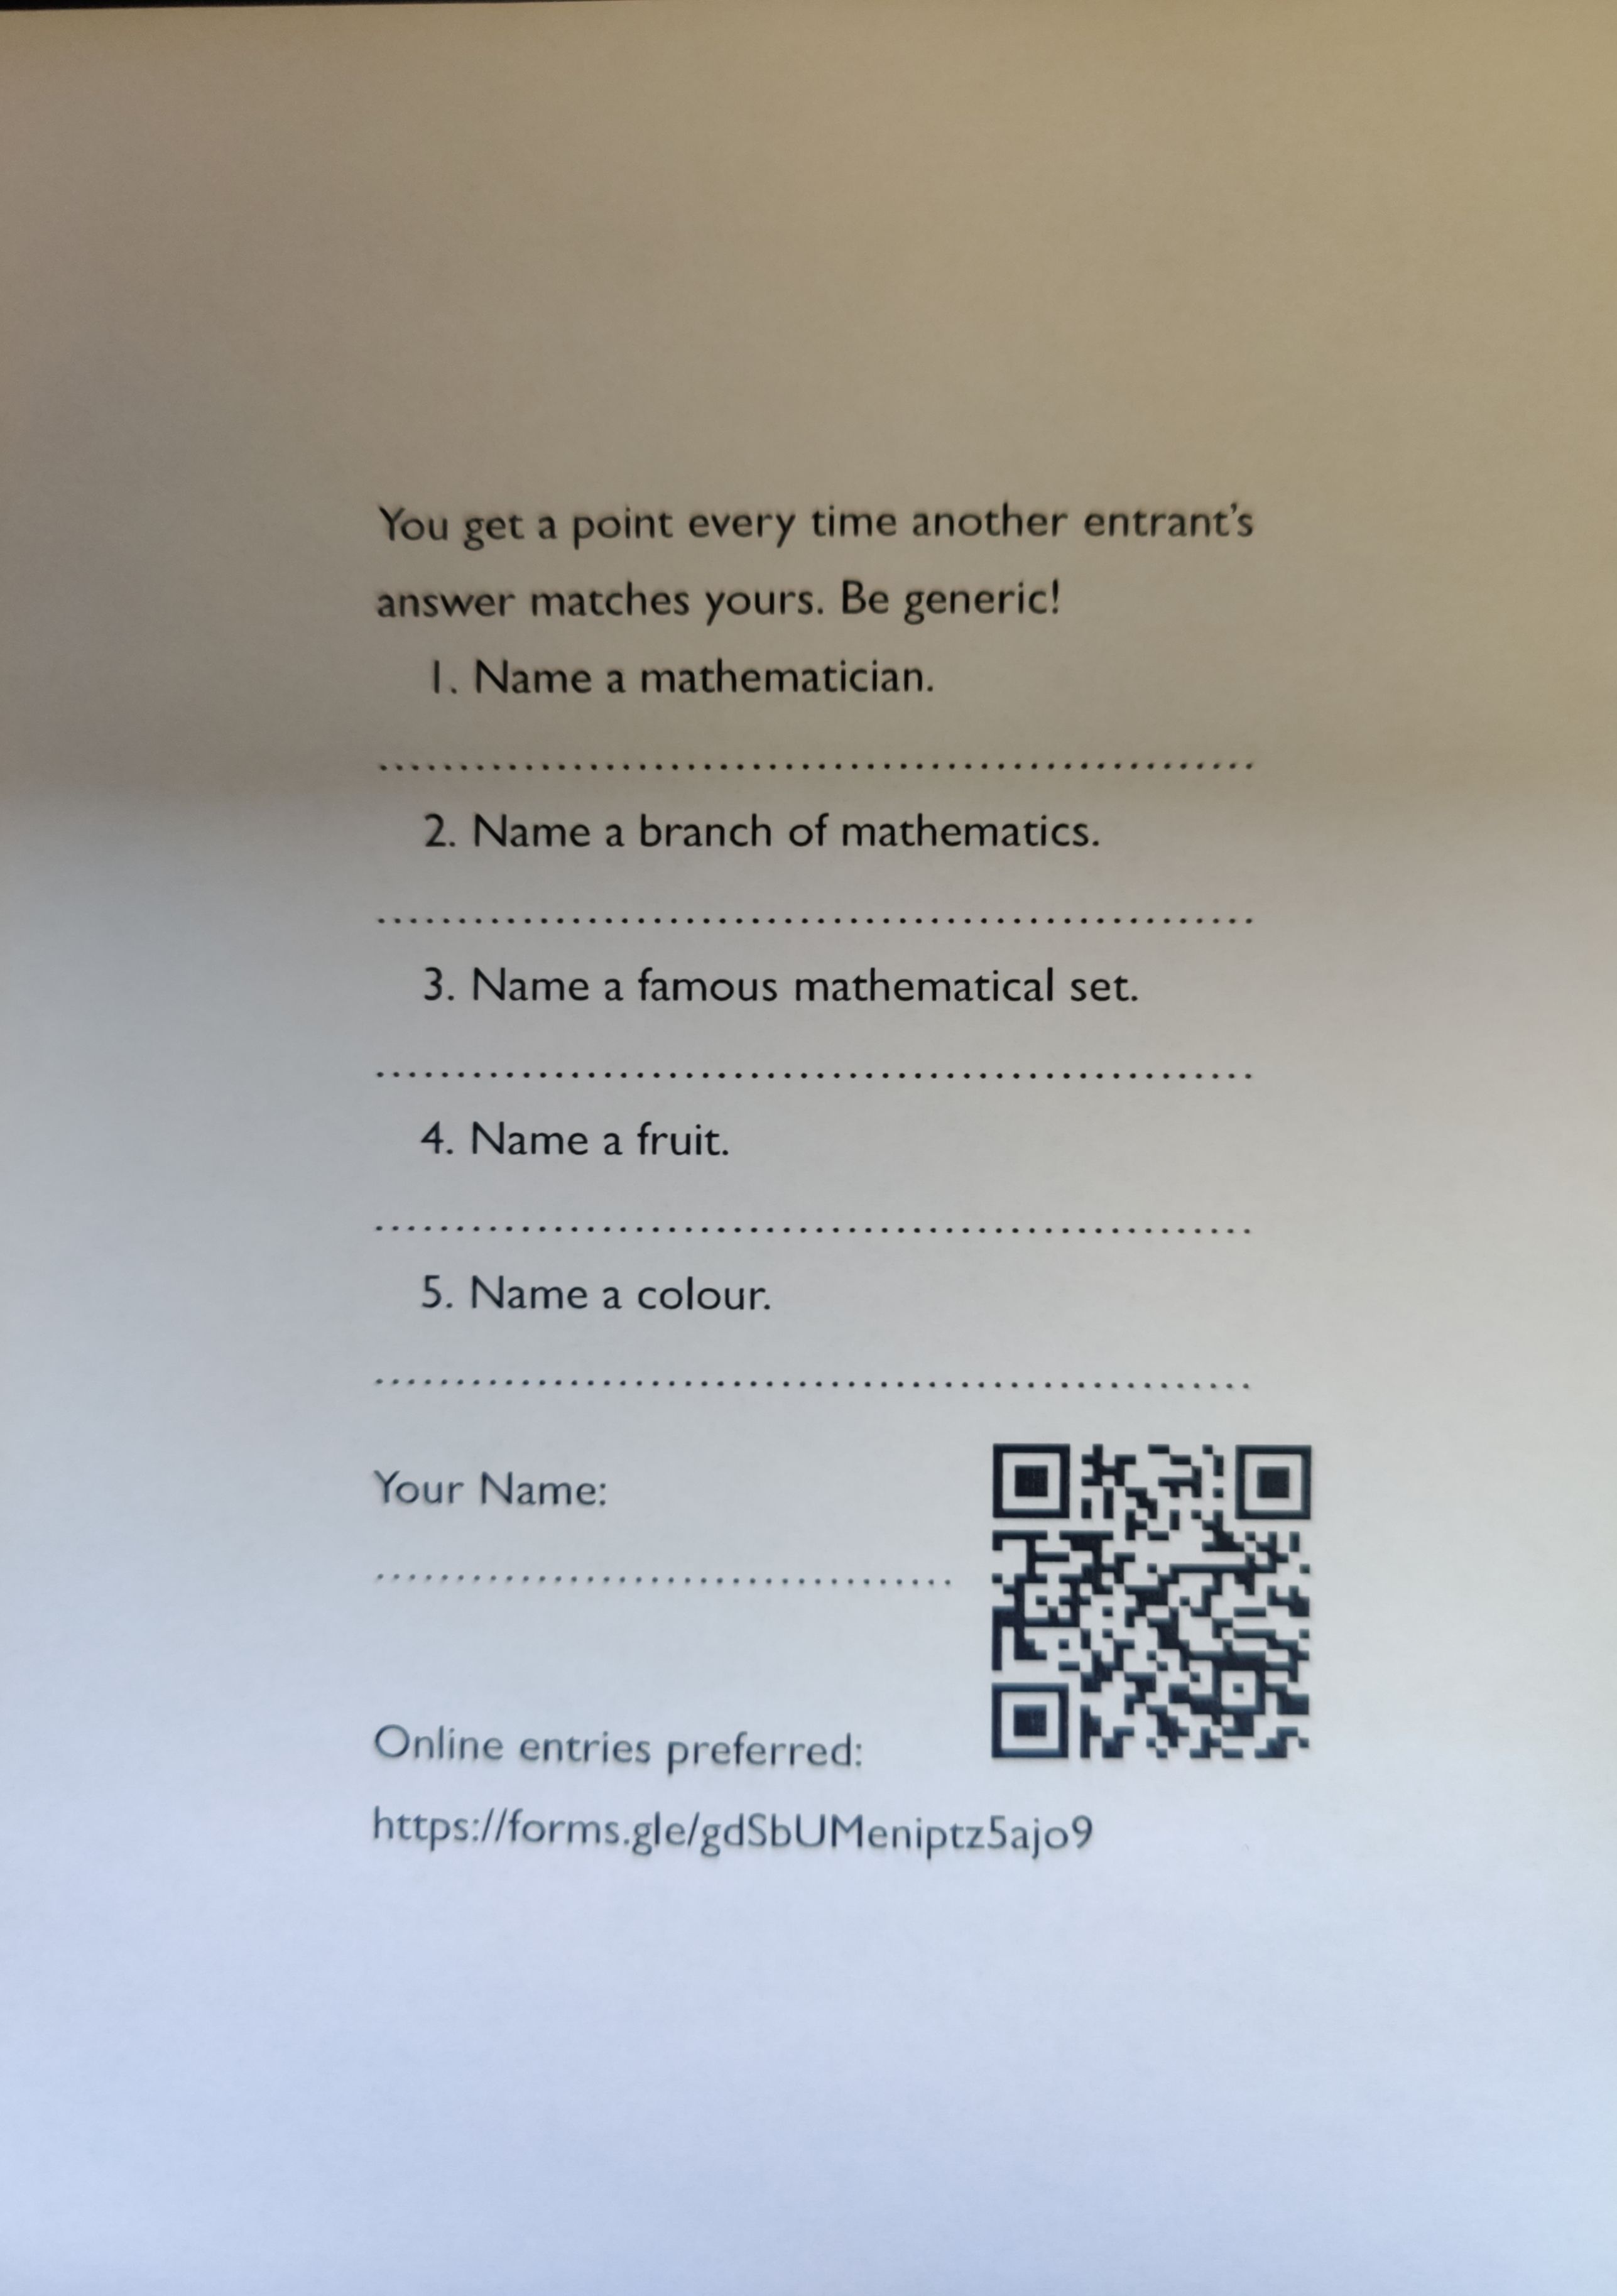 You get a point every time another entrant's
answer matches yours. Be generic!
1. Name a mathematician.
........................................................
2. Name a branch of mathematics.
........................................................
3. Name a famous mathematical set.
........................................................
4. Name a fruit.
........................................................
5. Name a colour.
........................................................
Your Name:
.....................................
Online entries preferred:
https://forms.gle/gdSbUMeniptz5ajo9